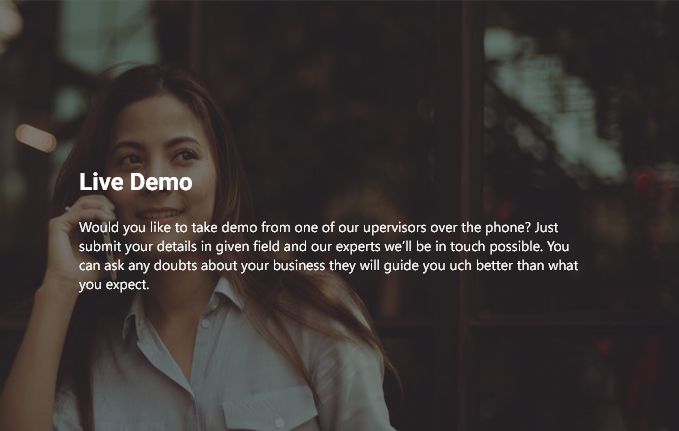 Live Demo
Would you like to take demo from one of our upervisors over the phone? Just
submit your details in given field and our experts we'll be in touch possible. You
can ask any doubts about your business they will guide you uch better than what
you expect.